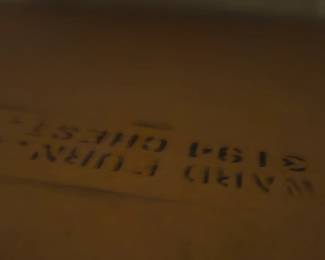 WARD FURN.
3194 CHEST.